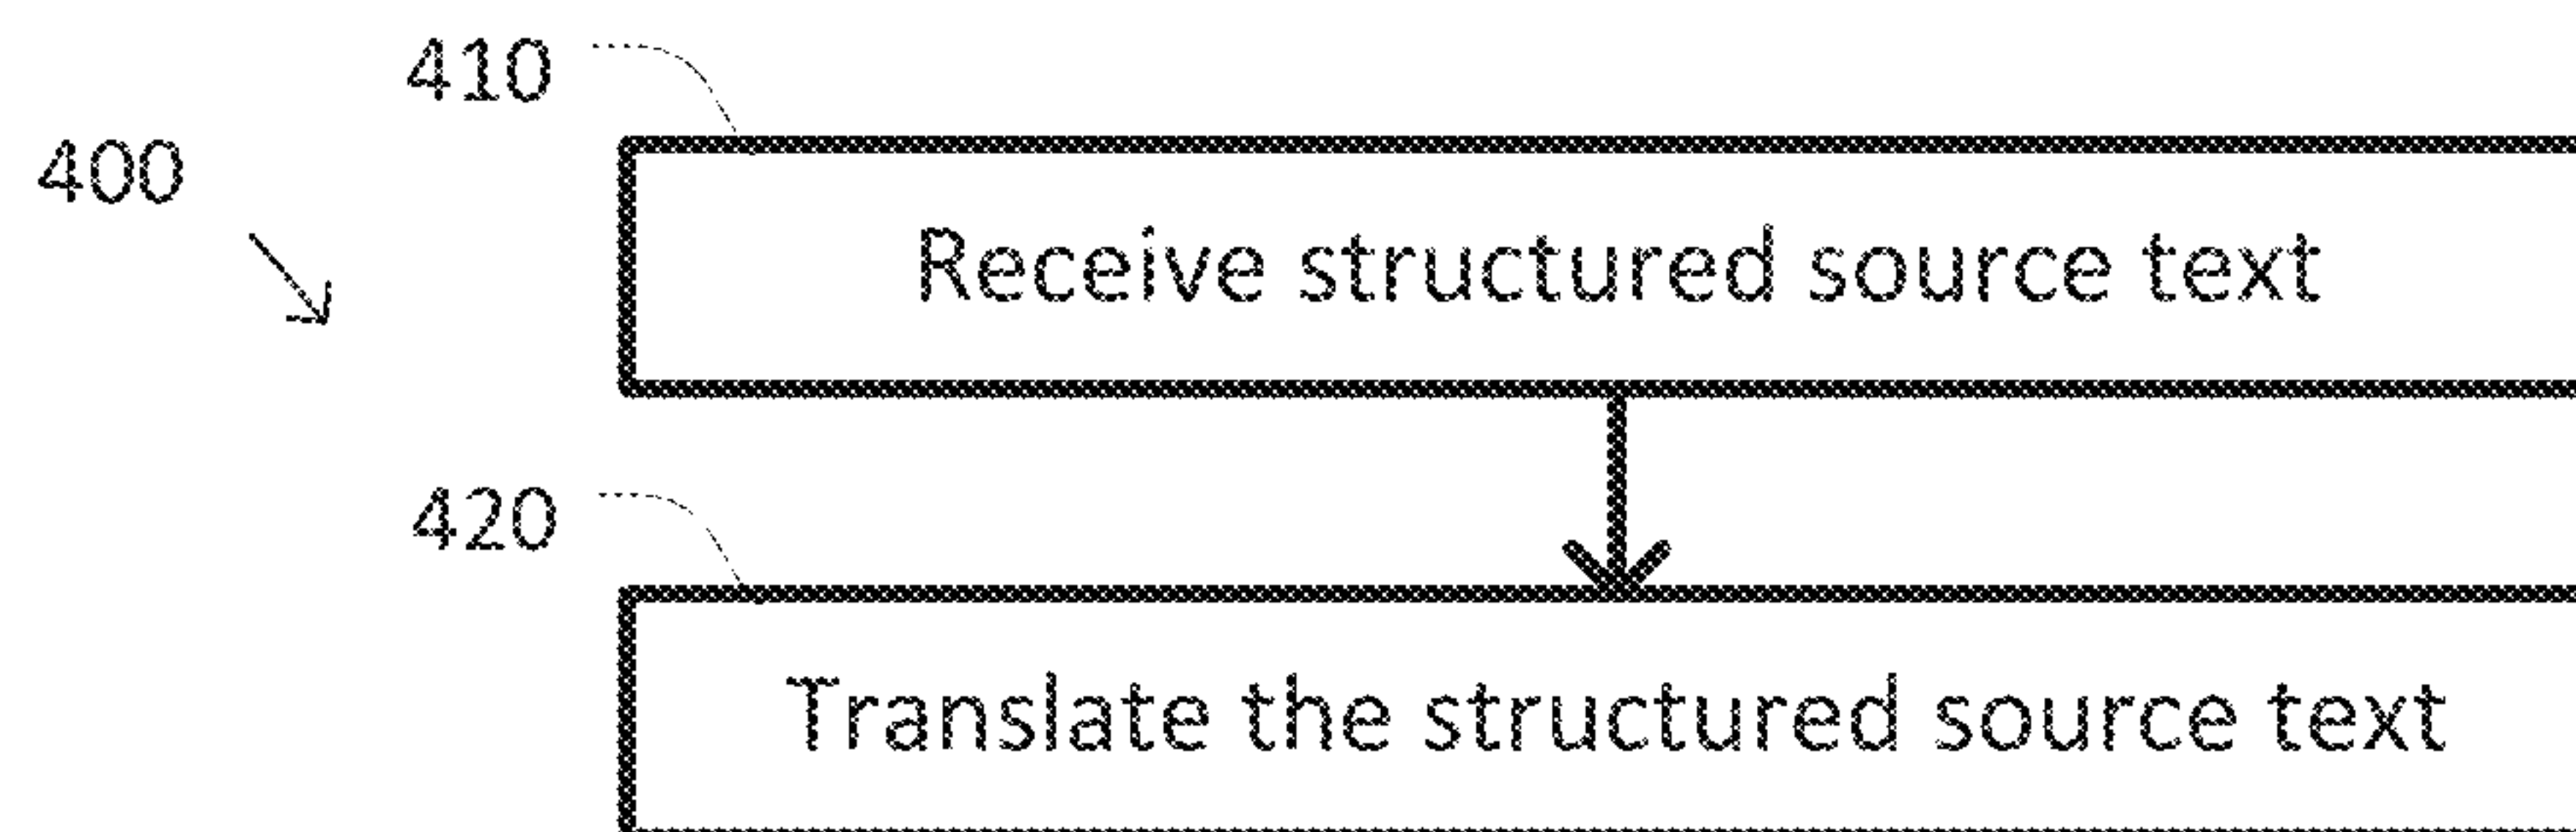 410
400
Receive structured source text
420
Translate the structured source text